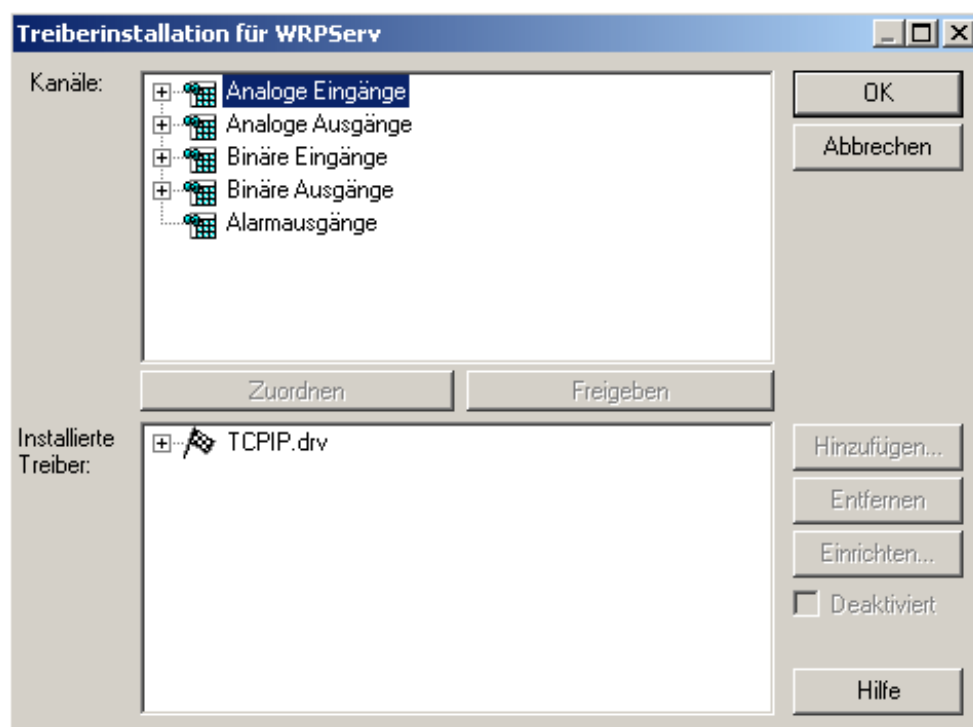 Treiberinstallation für WRPServ
Kanäle:
Analoge Eingänge
Analoge Ausgänge
Binäre Eingänge
Binäre Ausgänge
Alarmausgänge
OK
Abbrechen
Zuordnen
Freigeben
Installierte
Treiber:
TCPIP.drv
Hinzufügen...
Entfernen
Einrichten...
Deaktiviert
Hilfe